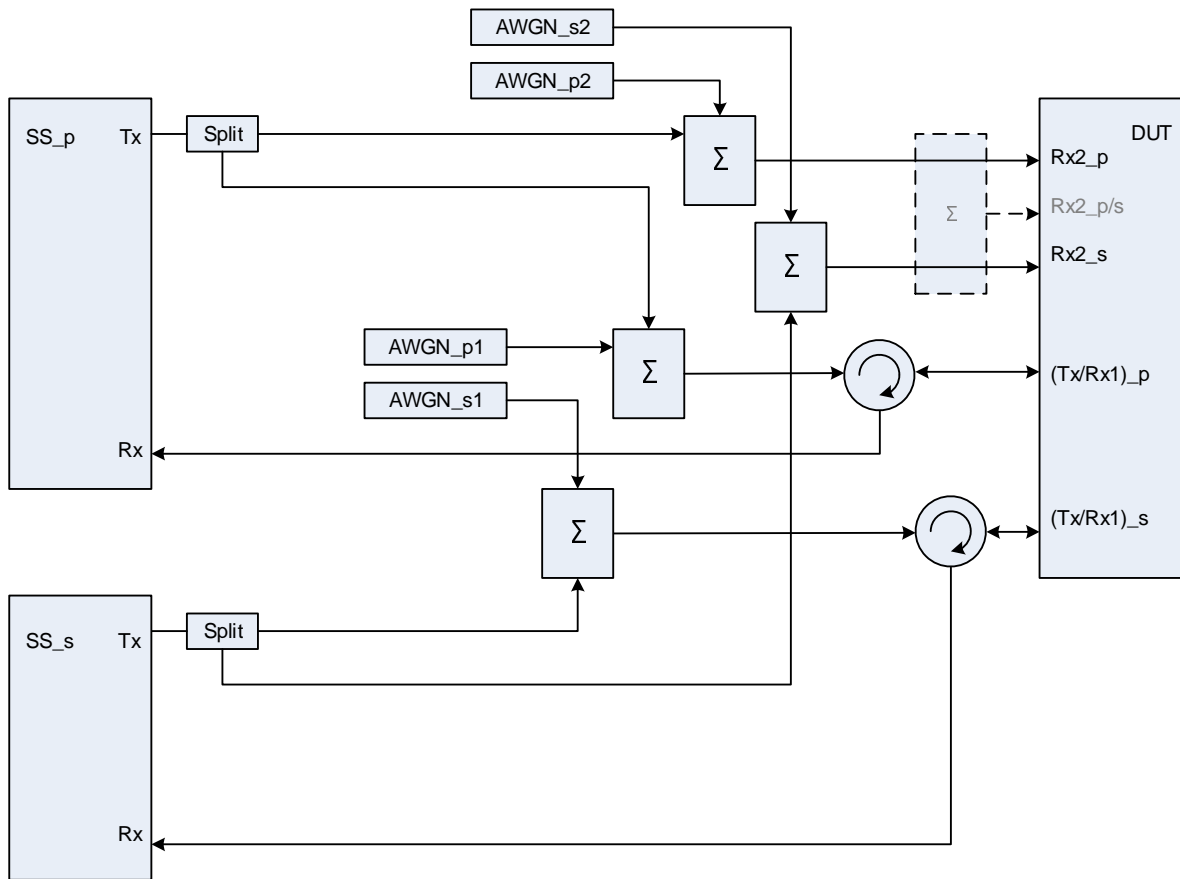 AWGN_s2
AWGN_p2
SS_p
Tx
Split
Σ
DUT
Rx2_p
Σ
Rx2_p/s
Σ
Rx2_s
AWGN_p1
Σ
(Tx/Rx1)_p
AWGN_s1
Rx
Σ
(Tx/Rx1)_s
SS_s
Tx
Split
Rx